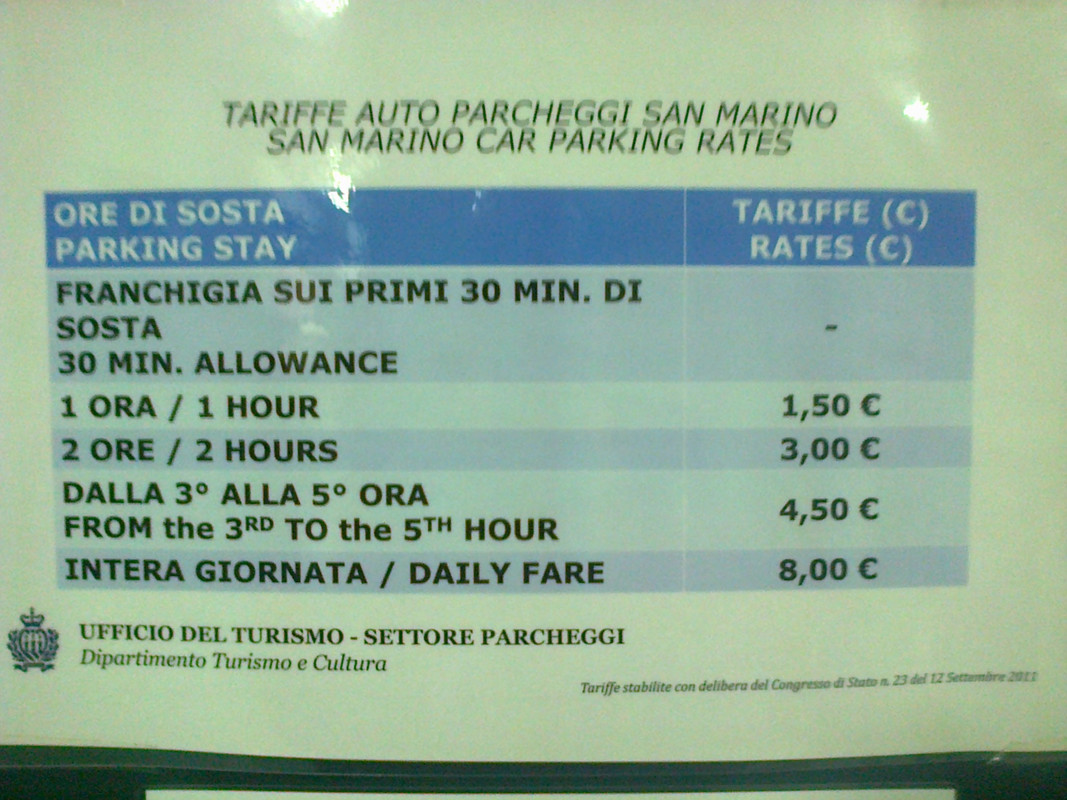 TARIFFE AUTO PARCHEGGI SAN MARINO
SAN MARINO CAR PARKING RATES
ORE DI SOSTA
PARKING STAY
TARIFFE (€)
RATES (€)
FRANCHIGIA SUI PRIMI 30 MIN. DI
SOSTA
30 MIN. ALLOWANCE
-
1 ORA / 1 HOUR
1,50 €
2 ORE / 2 HOURS
3,00 €
DALLA 3° ALLA 5° ORA
FROM the 3RD TO the 5TH HOUR
4,50 €
INTERA GIORNATA / DAILY FARE
8,00 €
UFFICIO DEL TURISMO - SETTORE PARCHEGGI
Dipartimento Turismo e Cultura
Tariffe stabilite con delibera del Congresso di Stato n. 23 del 12 Settembre 2011